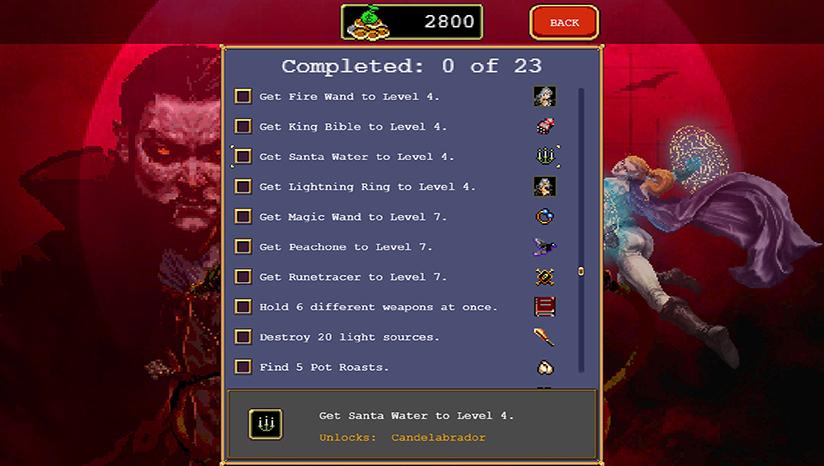 2800
BACK
Completed: 0 of 23
Get Fire Wand to Level 4.
Get King Bible to Level 4.
Get Santa Water to Level 4.
Get Lightning Ring to Level 4.
Get Magic Wand to Level 7.
Get Peachone to Level 7.
Get Runetracer to Level 7.
Hold 6 different weapons at once.
Destroy 20 light sources.
Find 5 Pot Roasts.
Get Santa Water to Level 4.
Unlocks: Candelabrador